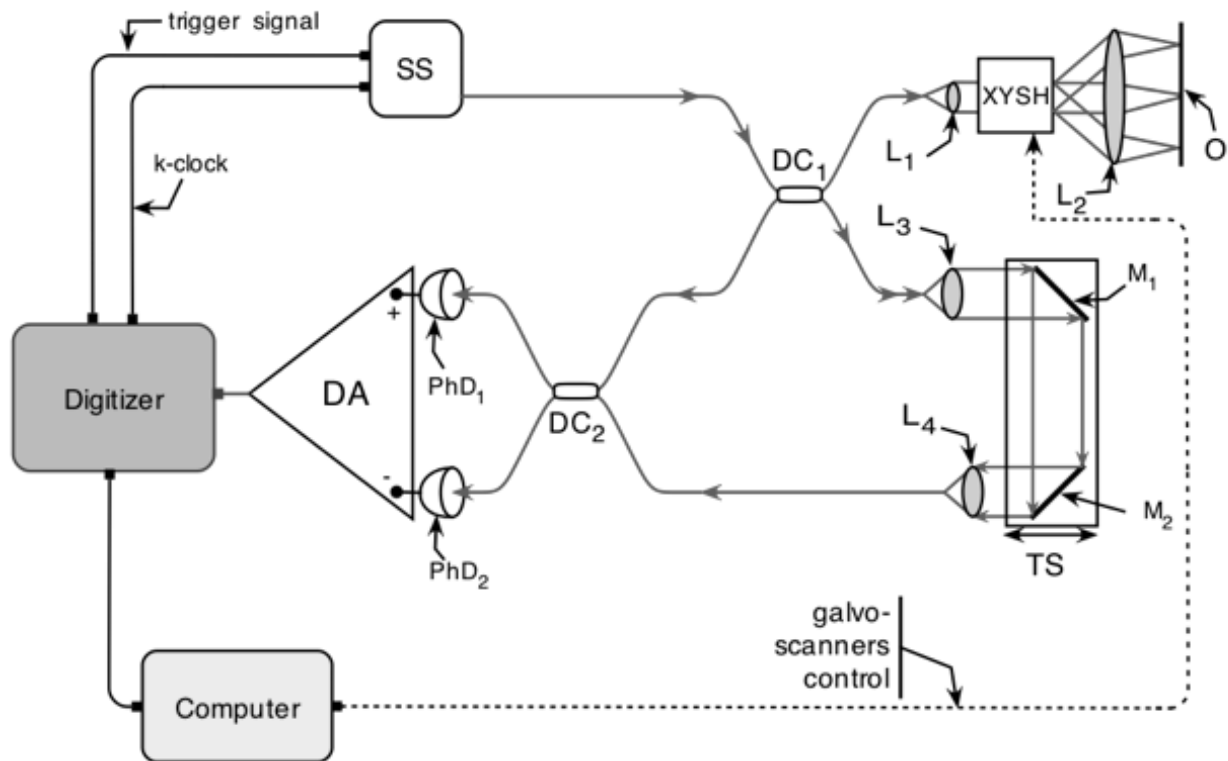 trigger signal
SS
XYSH
k-clock
DC1
L1
L2
O
L3
M1
Digitizer
DA
+
-
PhD1
DC2
L4
M2
PhD2
TS
galvo-
scanners
control
Computer